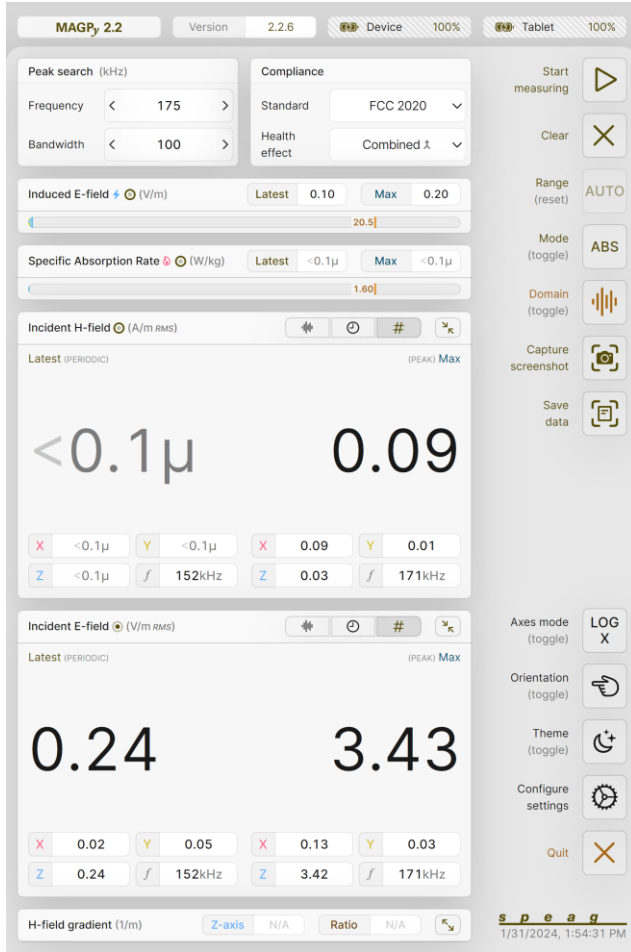 MAGPy 2.2 Version 2.2.6 Device 100% Tablet 100%
Peak search (kHz)
Frequency < 175 >
Bandwidth < 100 >
Compliance
Standard FCC 2020
Health effect Combined
Start measuring
Clear
Range (reset) AUTO
Mode (toggle) ABS
Domain (toggle)
Capture screenshot
Save data
Induced E-field (V/m) Latest 0.10 Max 0.20
20.5
Specific Absorption Rate (W/kg) Latest <0.1μ Max <0.1μ
1.60
Incident H-field (A/m RMS) #
Latest (PERIODIC) (PEAK) Max
<0.1μ 0.09
X <0.1μ Y <0.1μ X 0.09 Y 0.01
Z <0.1μ f 152kHz Z 0.03 f 171kHz
Incident E-field (V/m RMS) #
Latest (PERIODIC) (PEAK) Max
0.24 3.43
X 0.02 Y 0.05 X 0.13 Y 0.03
Z 0.24 f 152kHz Z 3.42 f 171kHz
H-field gradient (1/m) Z-axis N/A Ratio N/A
Axes mode (toggle) LOG X
Orientation (toggle)
Theme (toggle)
Configure settings
Quit
speag
1/31/2024, 1:54:31 PM